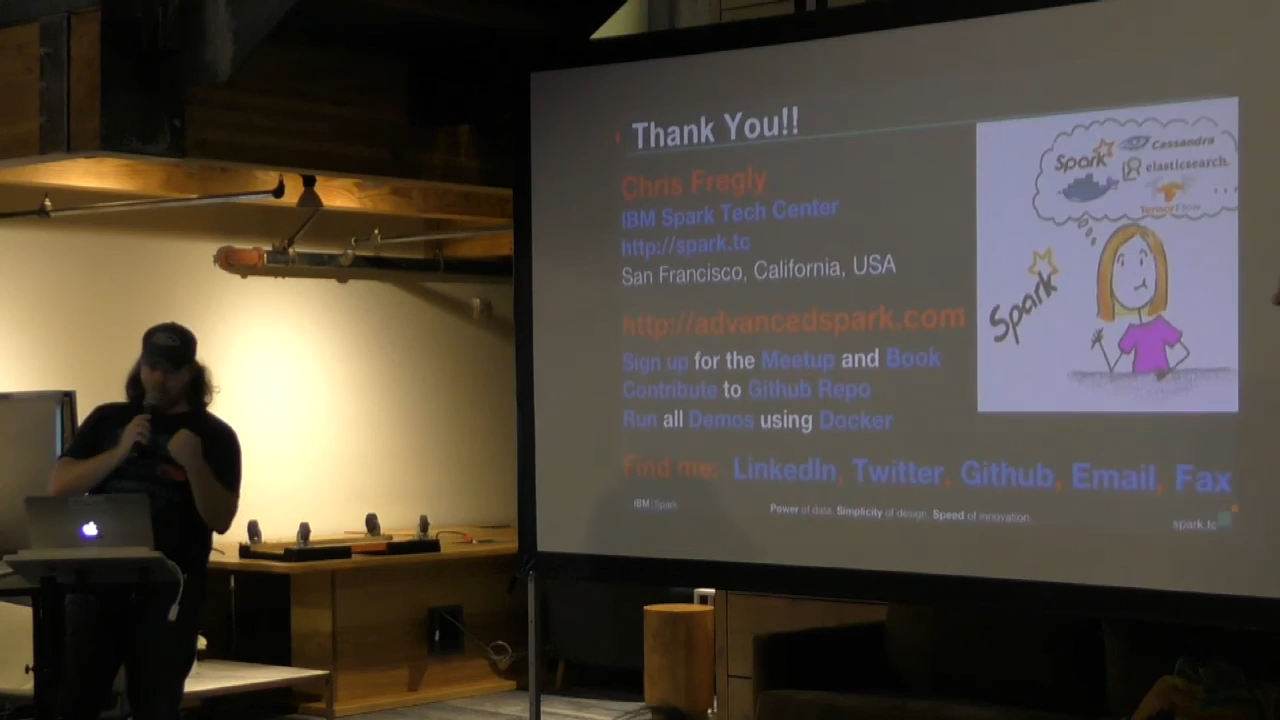 Thank You!!
Chris Fregly
IBM Spark Tech Center
http://spark.tc
San Francisco, California, USA
http://advancedspark.com
Sign up for the Meetup and Book
Contribute to Github Repo
Run all Demos using Docker
Find me: LinkedIn, Twitter, Github, Email, Fax
IBM | Spark
Power of data. Simplicity of design. Speed of innovation.
spark.tc
Spark
Cassandra
elasticsearch.
TensorFlow
...
Spark